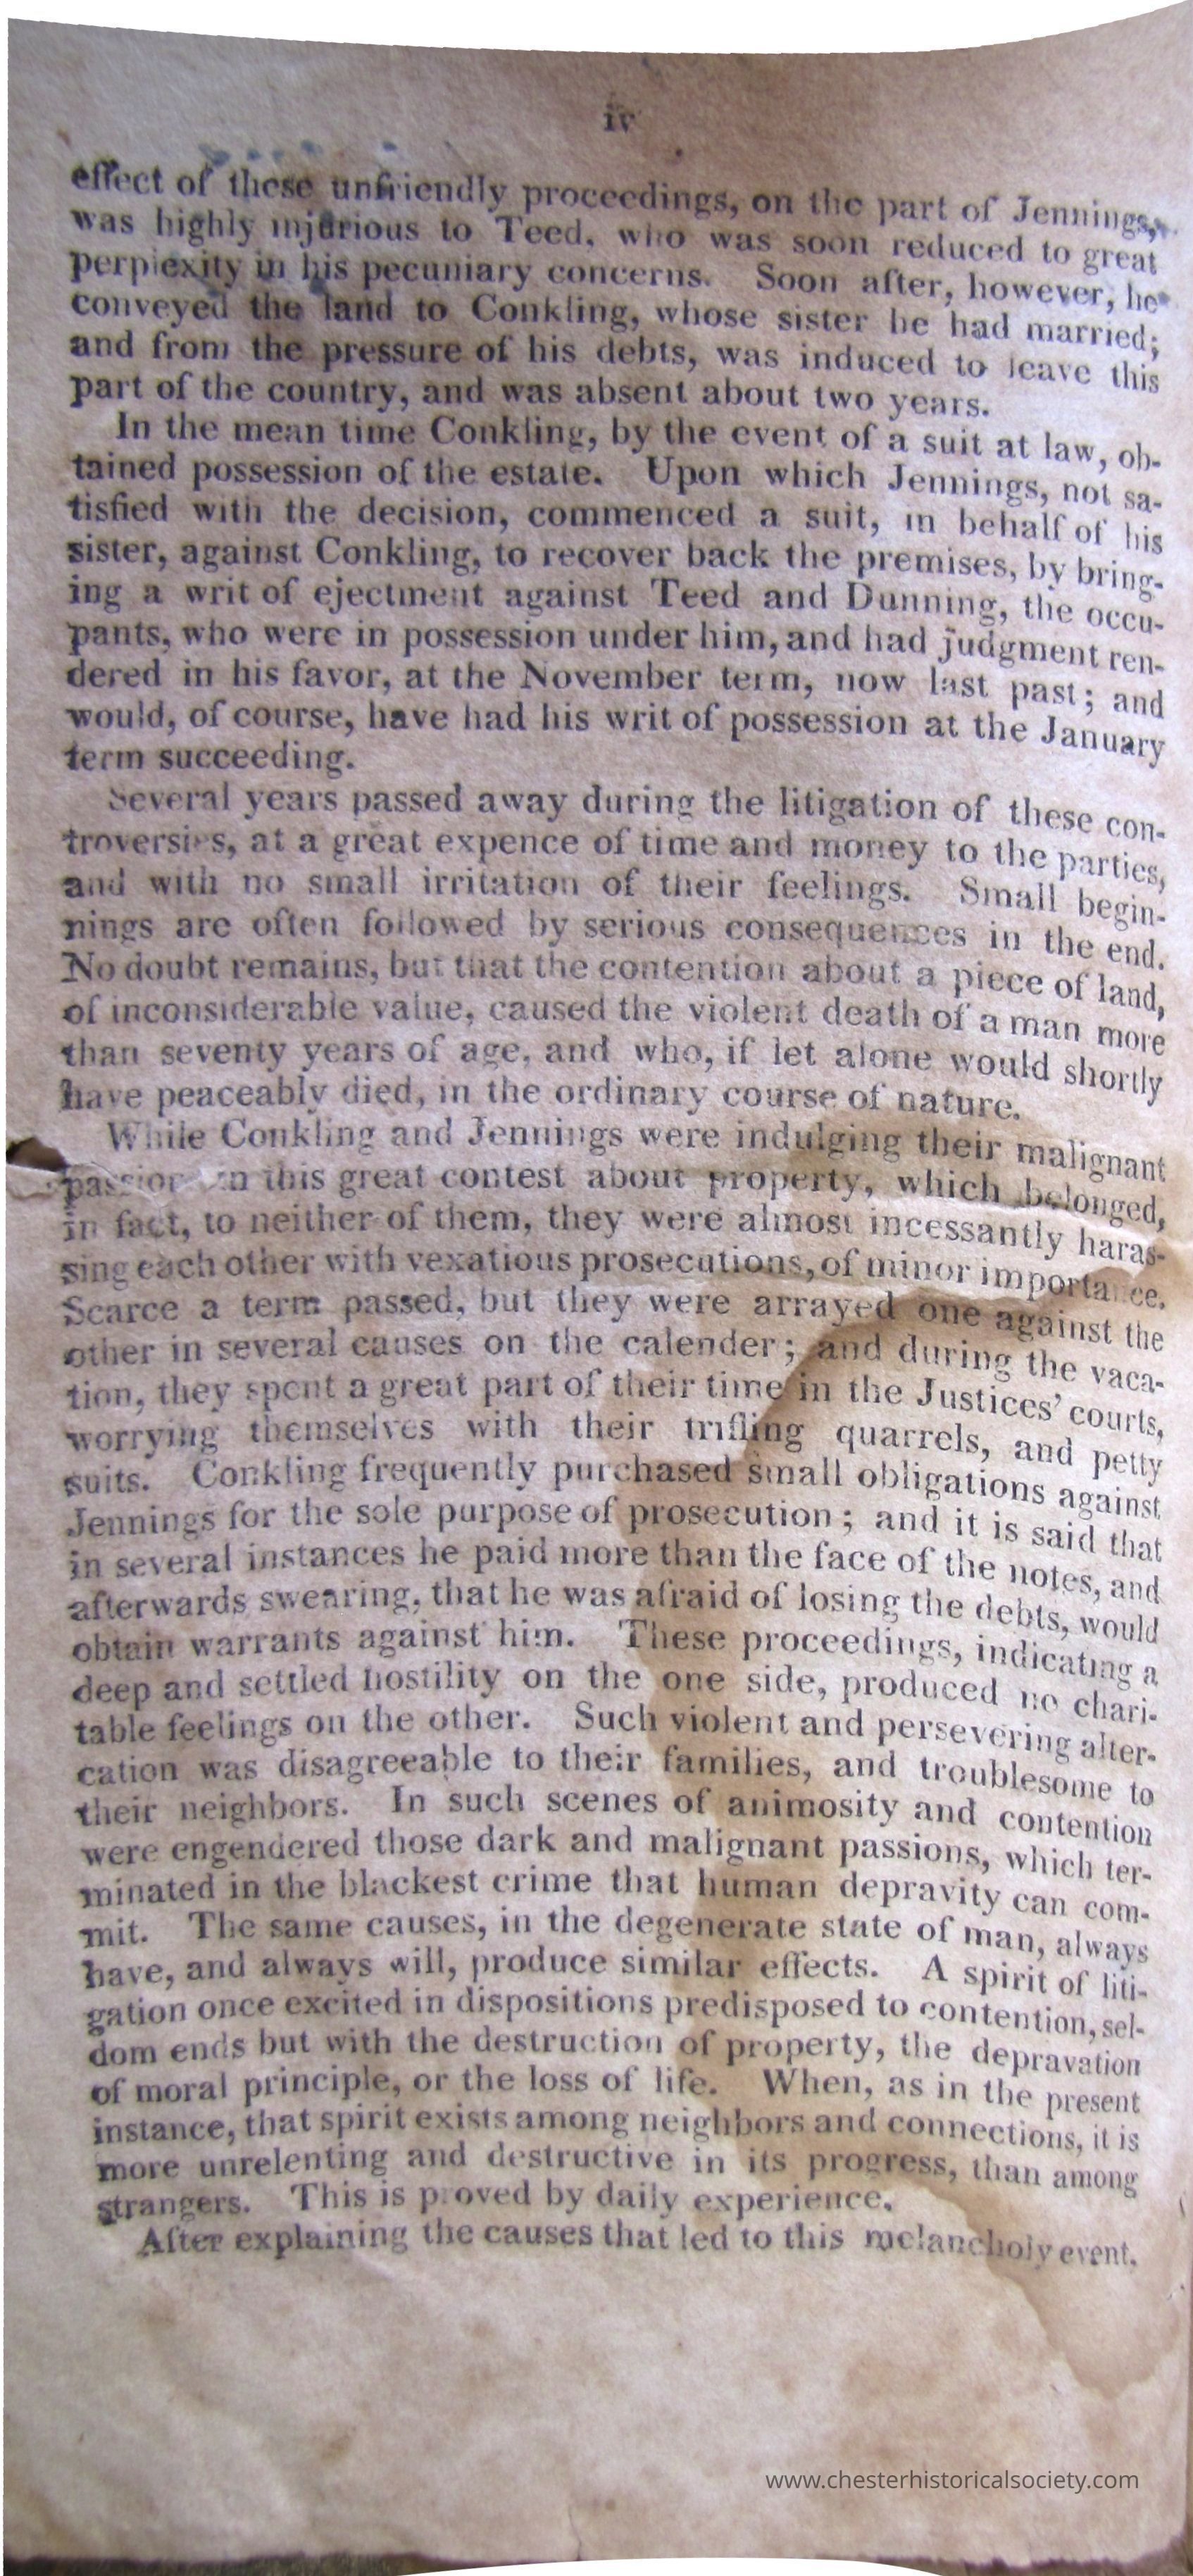 iv
effect of these unfriendly proceedings, on the part of Jennings,
was highly injurious to Teed, who was soon reduced to great
perplexity in his pecuniary concerns. Soon after, however, he
conveyed the land to Conkling, whose sister he had married;
and from the pressure of his debts, was induced to leave this
part of the country, and was absent about two years.
In the mean time Conkling, by the event of a suit at law, ob-
tained possession of the estate. Upon which Jennings, not sa-
tisfied with the decision, commenced a suit, in behalf of his
sister, against Conkling, to recover back the premises, by bring-
ing a writ of ejectment against Teed and Dunning, the occu-
pants, who were in possession under him, and had judgment ren-
dered in his favor, at the November term, now last past; and
would, of course, have had his writ of possession at the January
term succeeding.
Several years passed away during the litigation of these con-
troversies, at a great expence of time and money to the parties,
and with no small irritation of their feelings. Small begin-
nings are often followed by serious consequences in the end.
No doubt remains, but that the contention about a piece of land,
of inconsiderable value, caused the violent death of a man more
than seventy years of age, and who, if let alone would shortly
have peaceably died, in the ordinary course of nature.
While Conkling and Jennings were indulging their malignant
passion in this great contest about property, which belonged,
in fact, to neither of them, they were almost incessantly haras-
sing each other with vexatious prosecutions, of minor importance.
Scarce a term passed, but they were arrayed one against the
other in several causes on the calender; and during the vaca-
tion, they spent a great part of their time in the Justices' courts,
worrying themselves with their trifling quarrels, and petty
suits. Conkling frequently purchased small obligations against
Jennings for the sole purpose of prosecution; and it is said that
in several instances he paid more than the face of the notes, and
afterwards swearing, that he was afraid of losing the debts, would
obtain warrants against him. These proceedings, indicating a
deep and settled hostility on the one side, produced no chari-
table feelings on the other. Such violent and persevering alter-
cation was disagreeable to their families, and troublesome to
their neighbors. In such scenes of animosity and contention
were engendered those dark and malignant passions, which ter-
minated in the blackest crime that human depravity can com-
mit. The same causes, in the degenerate state of man, always
have, and always will, produce similar effects. A spirit of liti-
gation once excited in dispositions predisposed to contention, sel-
dom ends but with the destruction of property, the depravation
of moral principle, or the loss of life. When, as in the present
instance, that spirit exists among neighbors and connections, it is
more unrelenting and destructive in its progress, than among
strangers. This is proved by daily experience.
After explaining the causes that led to this melancholy event.
www.chesterhistoricalsociety.com